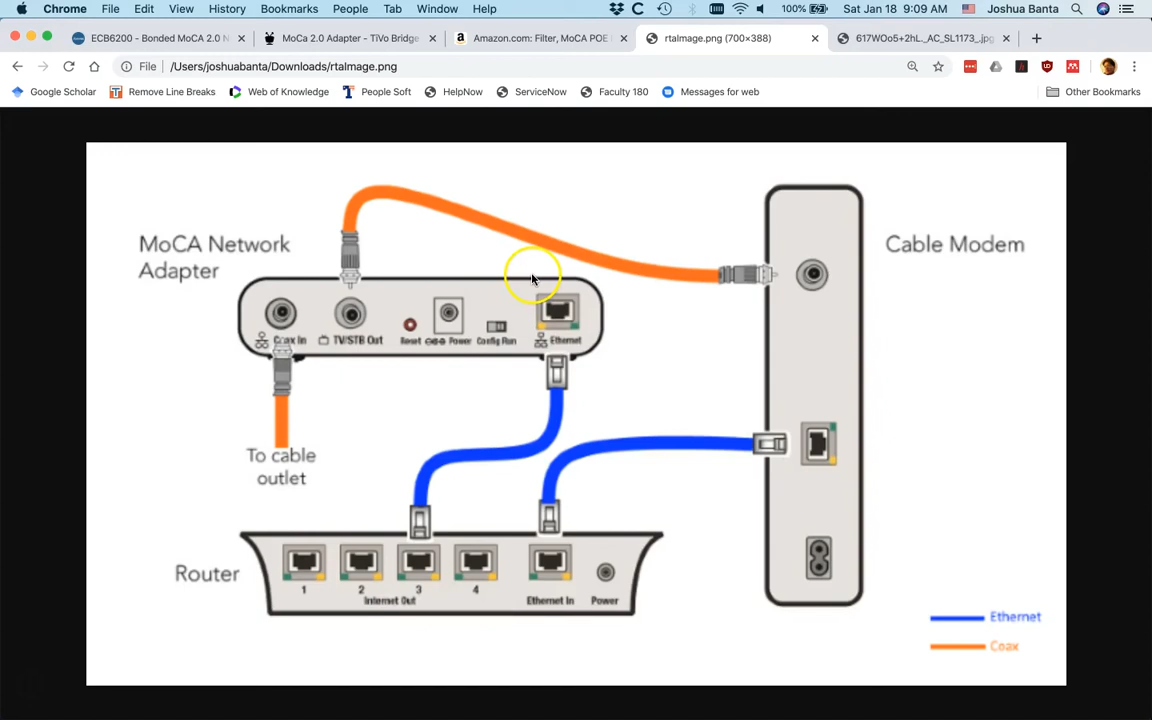 Chrome File Edit View History Bookmarks People Tab Window Help 100% Sat Jan 18 9:09 AM Joshua Banta
ECB6200 - Bonded MoCA 2.0 N MoCa 2.0 Adapter - TiVo Bridge Amazon.com: Filter, MoCA POE rtaImage.png (700×388) 617WOo5+2hL._AC_SL1173_.jpg
File /Users/joshuabanta/Downloads/rtaImage.png
Google Scholar Remove Line Breaks Web of Knowledge People Soft HelpNow ServiceNow Faculty 180 Messages for web Other Bookmarks
MoCA Network
Adapter
Cable Modem
Coax In TV/STB Out Reset Power Config Run Ethernet
To cable
outlet
Router
1 2 3 4
Internet Out Ethernet In Power
Ethernet
Coax